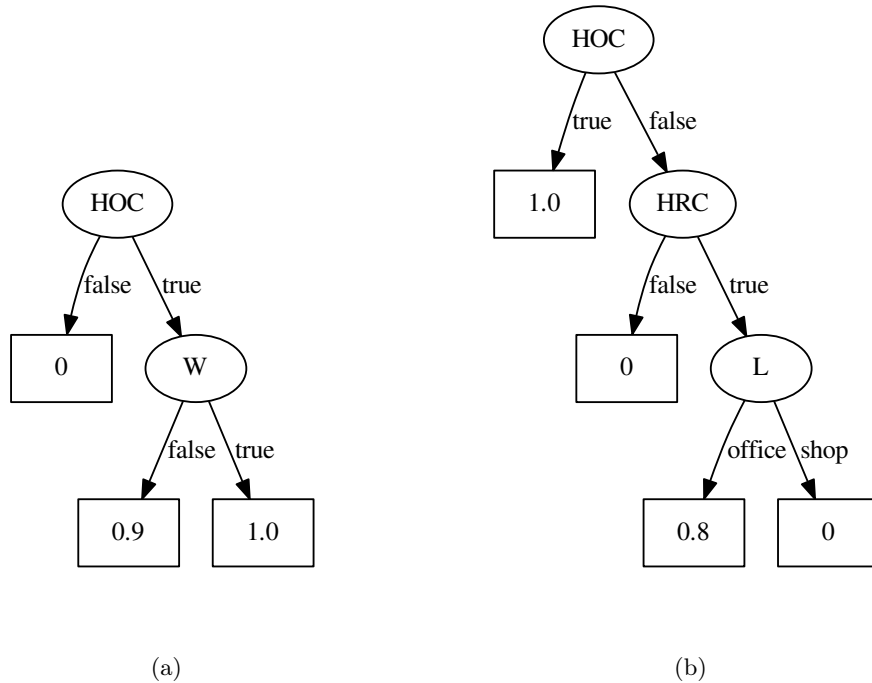 HOC
true
false
1.0
HRC
false
true
0
L
office
shop
0.8
0
HOC
false
true
0
W
false
true
0.9
1.0
(a)
(b)